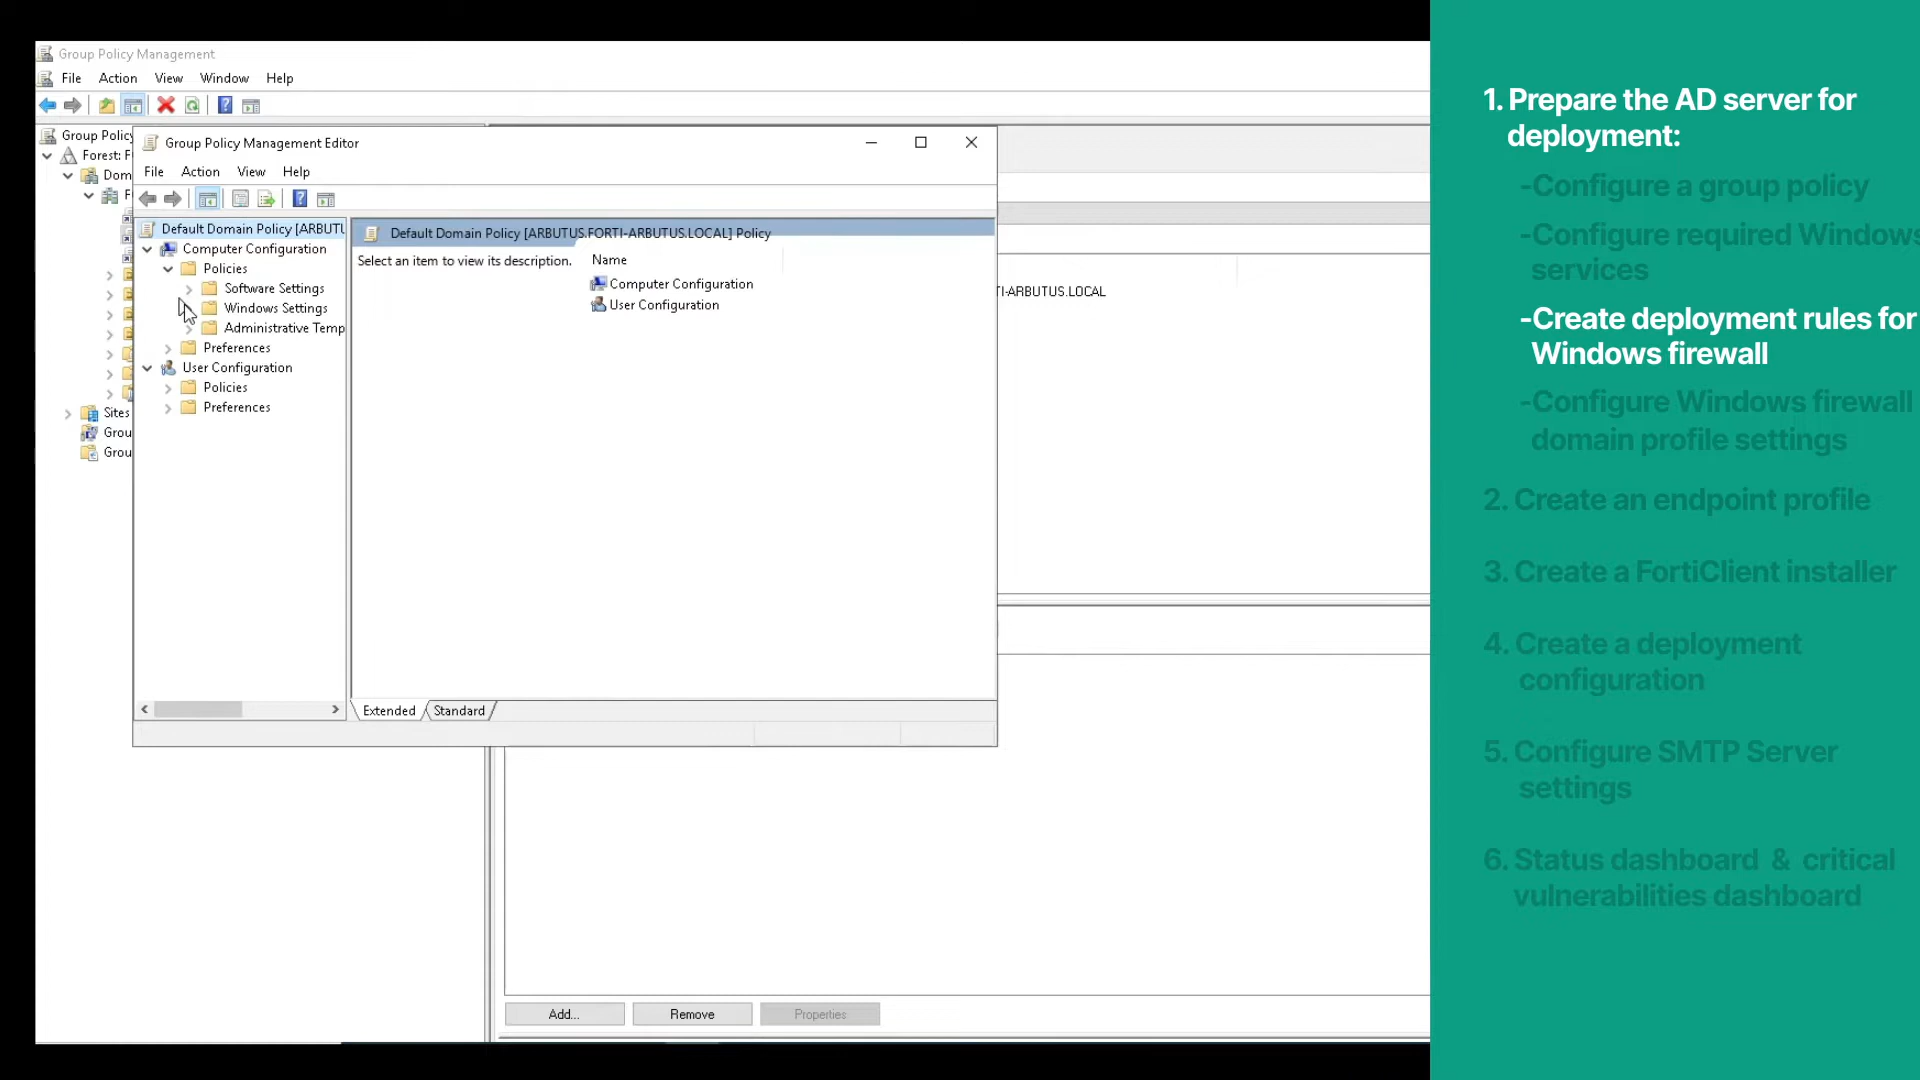 Group Policy Management
File Action View Window Help
Group Policy
Forest: F
Dom
F
Sites
Grou
Grou
Group Policy Management Editor
File Action View Help
Default Domain Policy [ARBUTU
Computer Configuration
Policies
Software Settings
Windows Settings
Administrative Temp
Preferences
User Configuration
Policies
Preferences
Default Domain Policy [ARBUTUS.FORTI-ARBUTUS.LOCAL] Policy
Select an item to view its description.
Name
Computer Configuration
User Configuration
Extended Standard
TI-ARBUTUS.LOCAL
Add... Remove Properties
1. Prepare the AD server for
deployment:
-Configure a group policy
-Configure required Windows
services
-Create deployment rules for
Windows firewall
-Configure Windows firewall
domain profile settings
2. Create an endpoint profile
3. Create a FortiClient installer
4. Create a deployment
configuration
5. Configure SMTP Server
settings
6. Status dashboard & critical
vulnerabilities dashboard